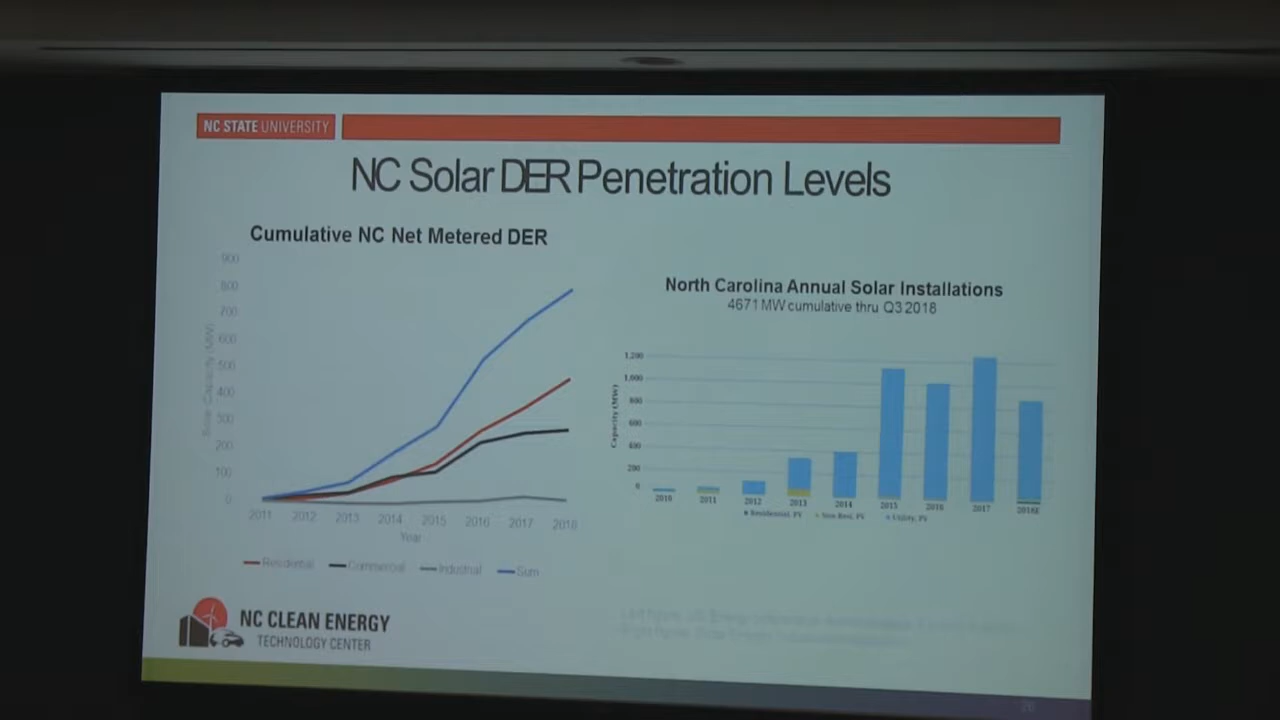 NC STATE UNIVERSITY
NC Solar DER Penetration Levels
Cumulative NC Net Metered DER
900
800
700
600
500
400
300
200
100
0
Solar Capacity (MW)
2011 2012 2013 2014 2015 2016 2017 2018
Year
Residential Commercial Industrial Sum
North Carolina Annual Solar Installations
4671 MW cumulative thru Q3 2018
1,200
1,000
800
600
400
200
0
Capacity (MW)
2010 2011 2012 2013 2014 2015 2016 2017 2018E
Residential, PV Non Resi, PV Utility, PV
NC CLEAN ENERGY
TECHNOLOGY CENTER